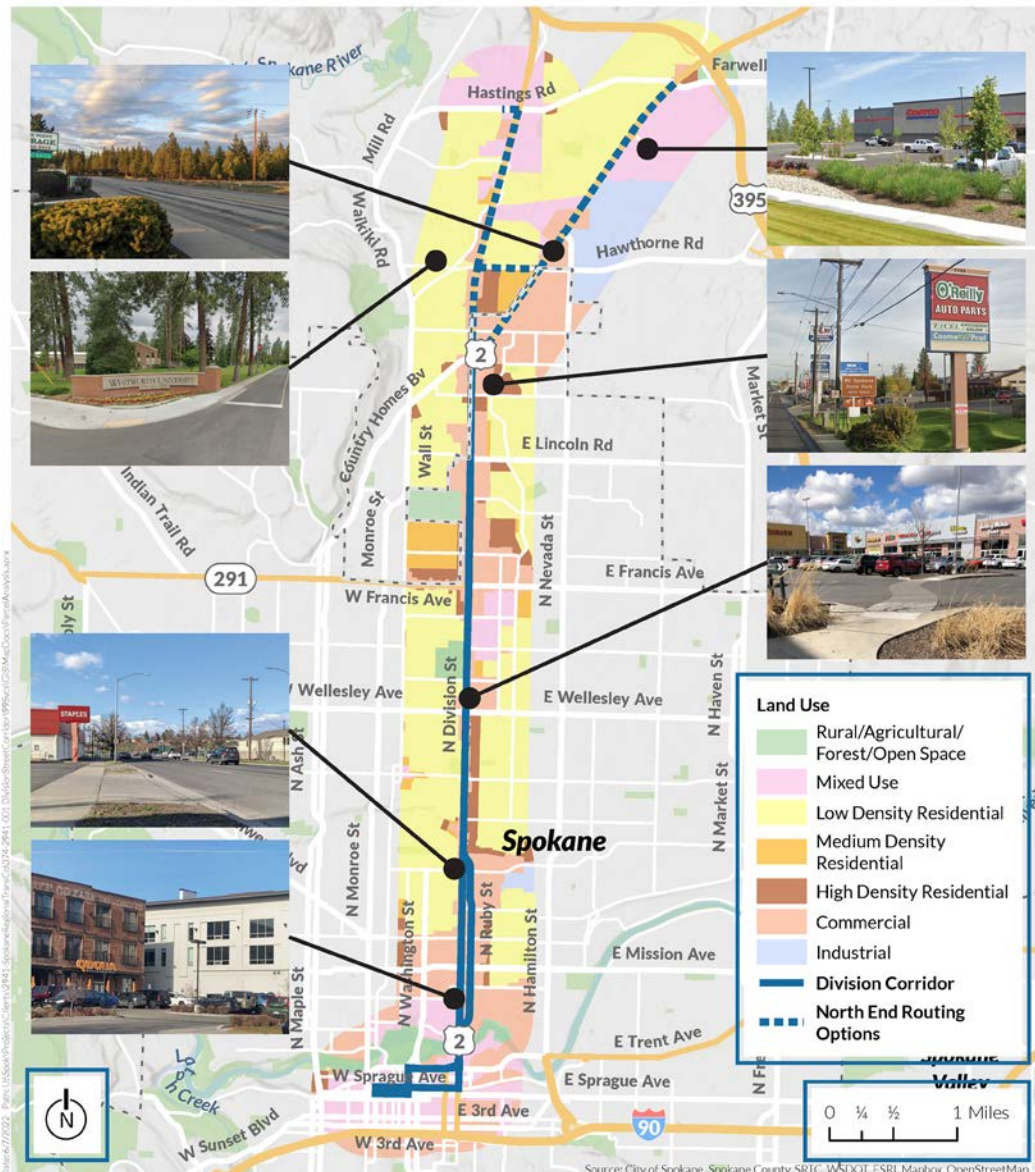 Spokane River
Hastings Rd
Farwell
Mill Rd
Waikiki Rd
395
Hawthorne Rd
COSTCO
WHITWORTH UNIVERSITY
O'Reilly
AUTO PARTS
2
Country Homes Bv
Wall St
Market St
E Lincoln Rd
Indian Trail Rd
Monroe St
N Nevada St
291
E Francis Ave
W Francis Ave
N Division St
Wellesley Ave
E Wellesley Ave
N Haven St
N Ash St
STAPLES
N Market St
Spokane
N Monroe St
N Ruby St
N Washington St
N Hamilton St
E Mission Ave
N Maple St
2
E Trent Ave
W Sprague Ave
E Sprague Ave
Creek
E 3rd Ave
W Sunset Blvd
W 3rd Ave
90
Land Use
Rural/Agricultural/
Forest/Open Space
Mixed Use
Low Density Residential
Medium Density
Residential
High Density Residential
Commercial
Industrial
Division Corridor
North End Routing
Options
Spokane
Valley
N
0 ¼ ½ 1 Miles
Source: City of Spokane, Spokane County, SRTC, WSDOT, ESRI, Mapbox, OpenStreetMap